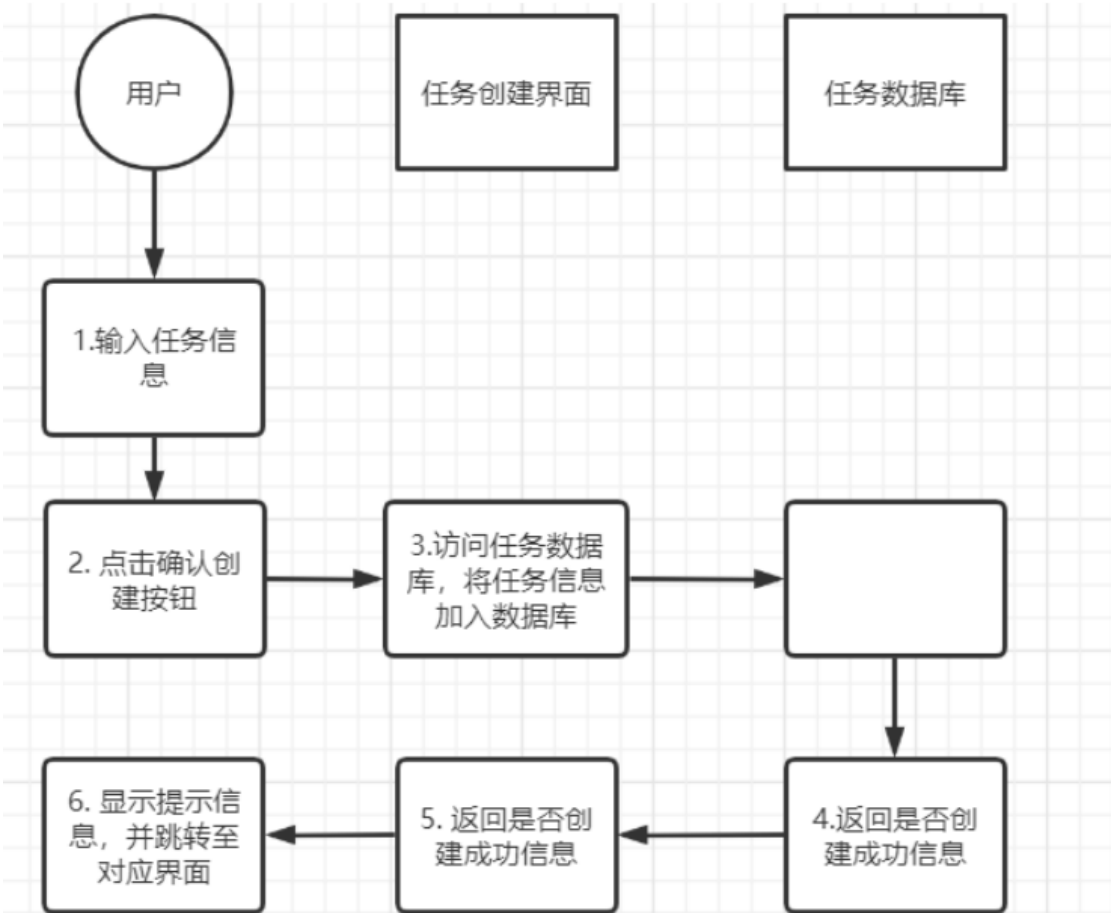 用户
任务创建界面
任务数据库
1.输入任务信
息
2. 点击确认创
建按钮
3.访问任务数据
库，将任务信息
加入数据库
6. 显示提示信
息，并跳转至
对应界面
5. 返回是否创
建成功信息
4.返回是否创
建成功信息